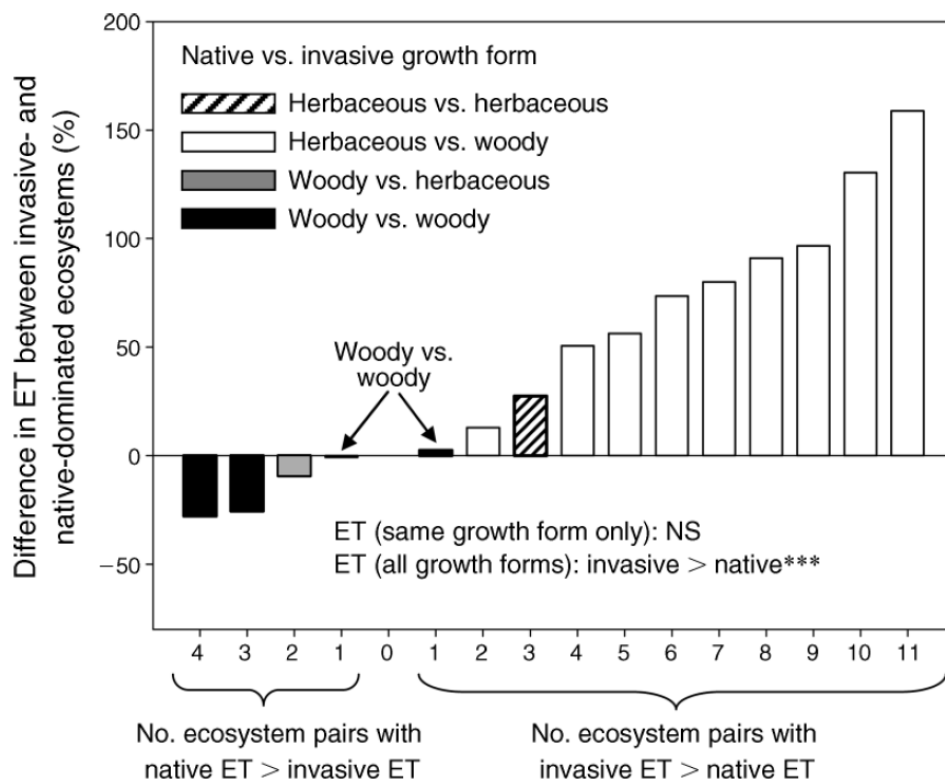 Difference in ET between invasive- and
native-dominated ecosystems (%)
200
150
100
50
0
−50
Native vs. invasive growth form
Herbaceous vs. herbaceous
Herbaceous vs. woody
Woody vs. herbaceous
Woody vs. woody
Woody vs.
woody
ET (same growth form only): NS
ET (all growth forms): invasive > native***
4 3 2 1 0 1 2 3 4 5 6 7 8 9 10 11
No. ecosystem pairs with
native ET > invasive ET
No. ecosystem pairs with
invasive ET > native ET